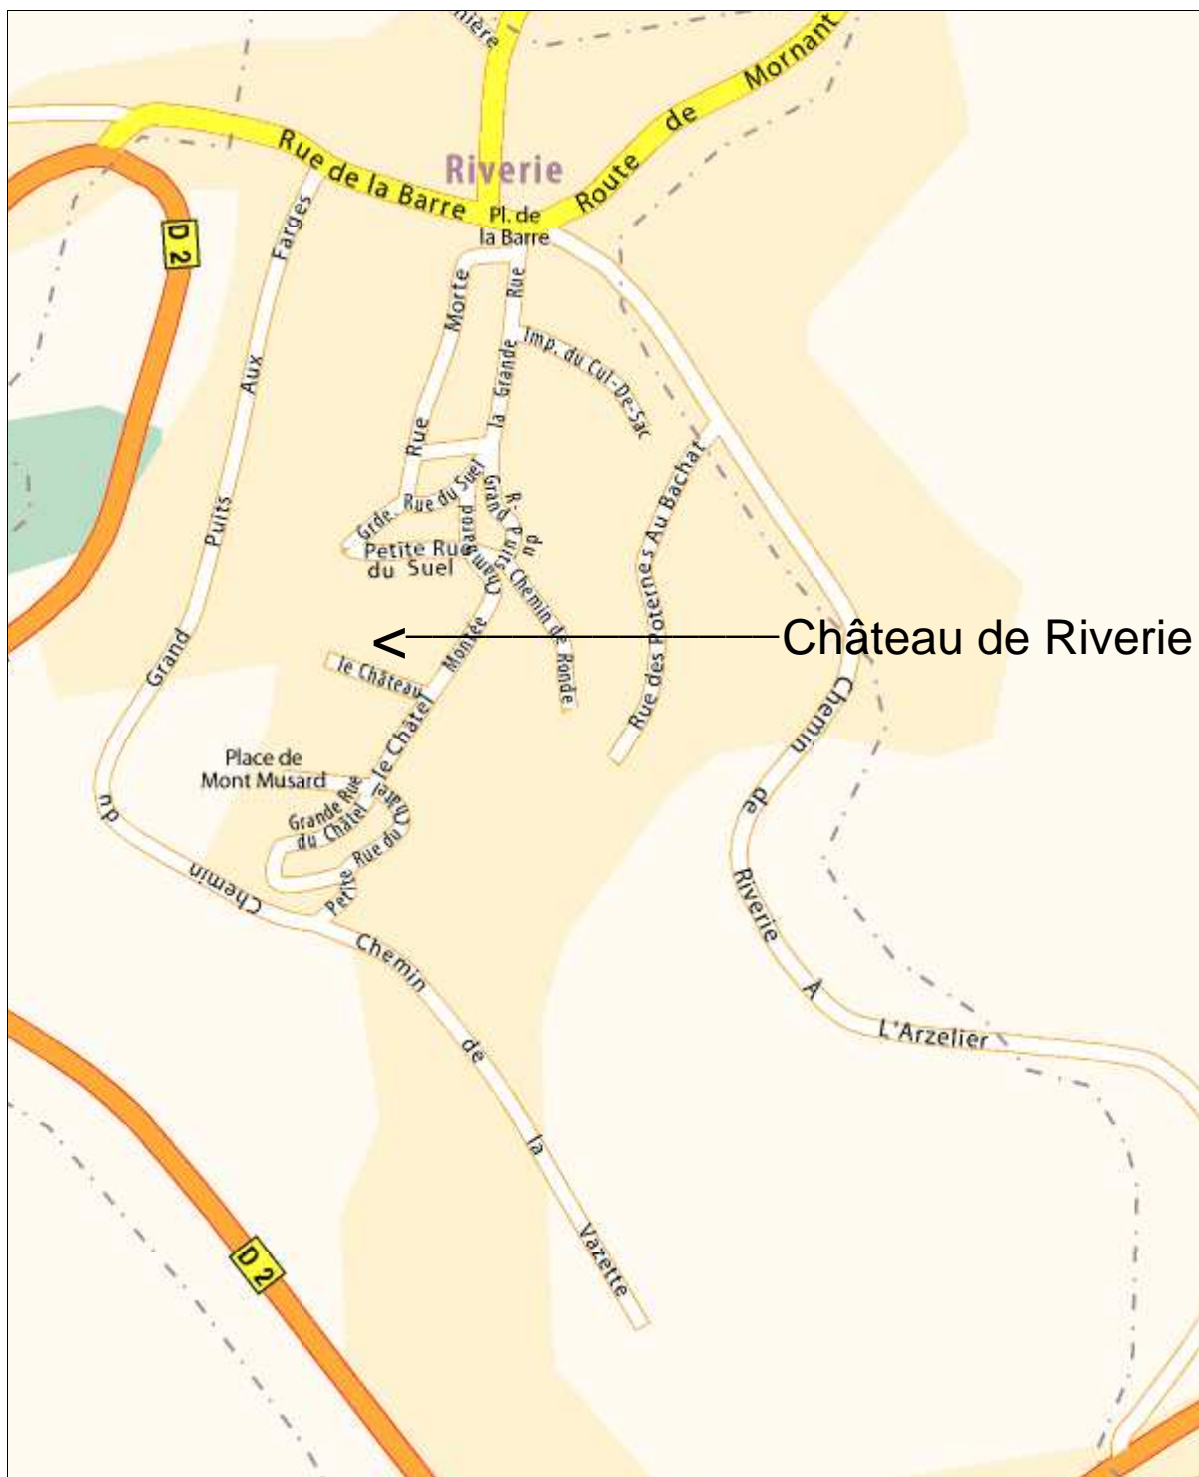 nière
Route de Mornant
Rue de la Barre
Riverie
Pl. de
la Barre
D 2
Chemin du Grand Puits Aux Farges
Rue Morte
Rue la Grande
Imp. du Cul-De-Sac
Grde. Rue du Suel
R. du
Grand Puits
Petite Rue
du Suel
Chamarod
Chemin de Ronde
Rue des Poternes Au Bachat
< Château de Riverie
Montée
le Château
le Châtel
Place de
Mont Musard
Grande Rue
du Châtel
Petite Rue du Châtel
Chemin de Riverie A L'Arzelier
Chemin de la Vazette
D 2